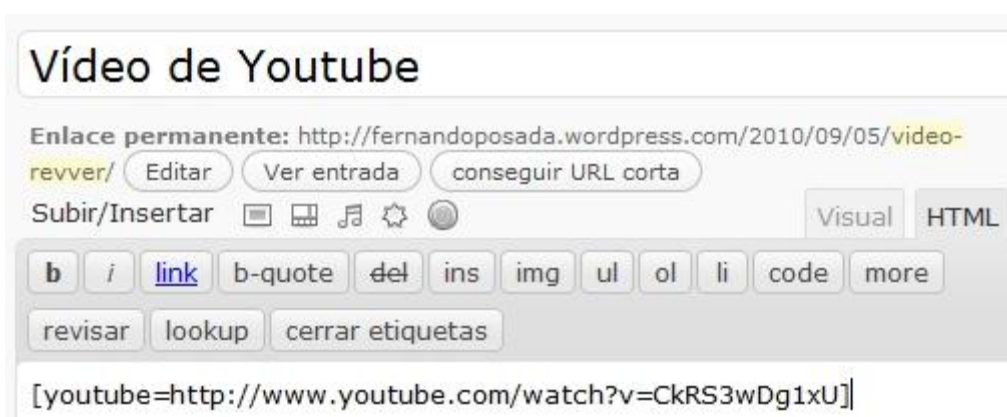 Vídeo de Youtube
Enlace permanente: http://fernandoposada.wordpress.com/2010/09/05/video-
revver/ Editar Ver entrada conseguir URL corta
Subir/Insertar Visual HTML
b i link b-quote del ins img ul ol li code more
revisar lookup cerrar etiquetas
[youtube=http://www.youtube.com/watch?v=CkRS3wDg1xU]